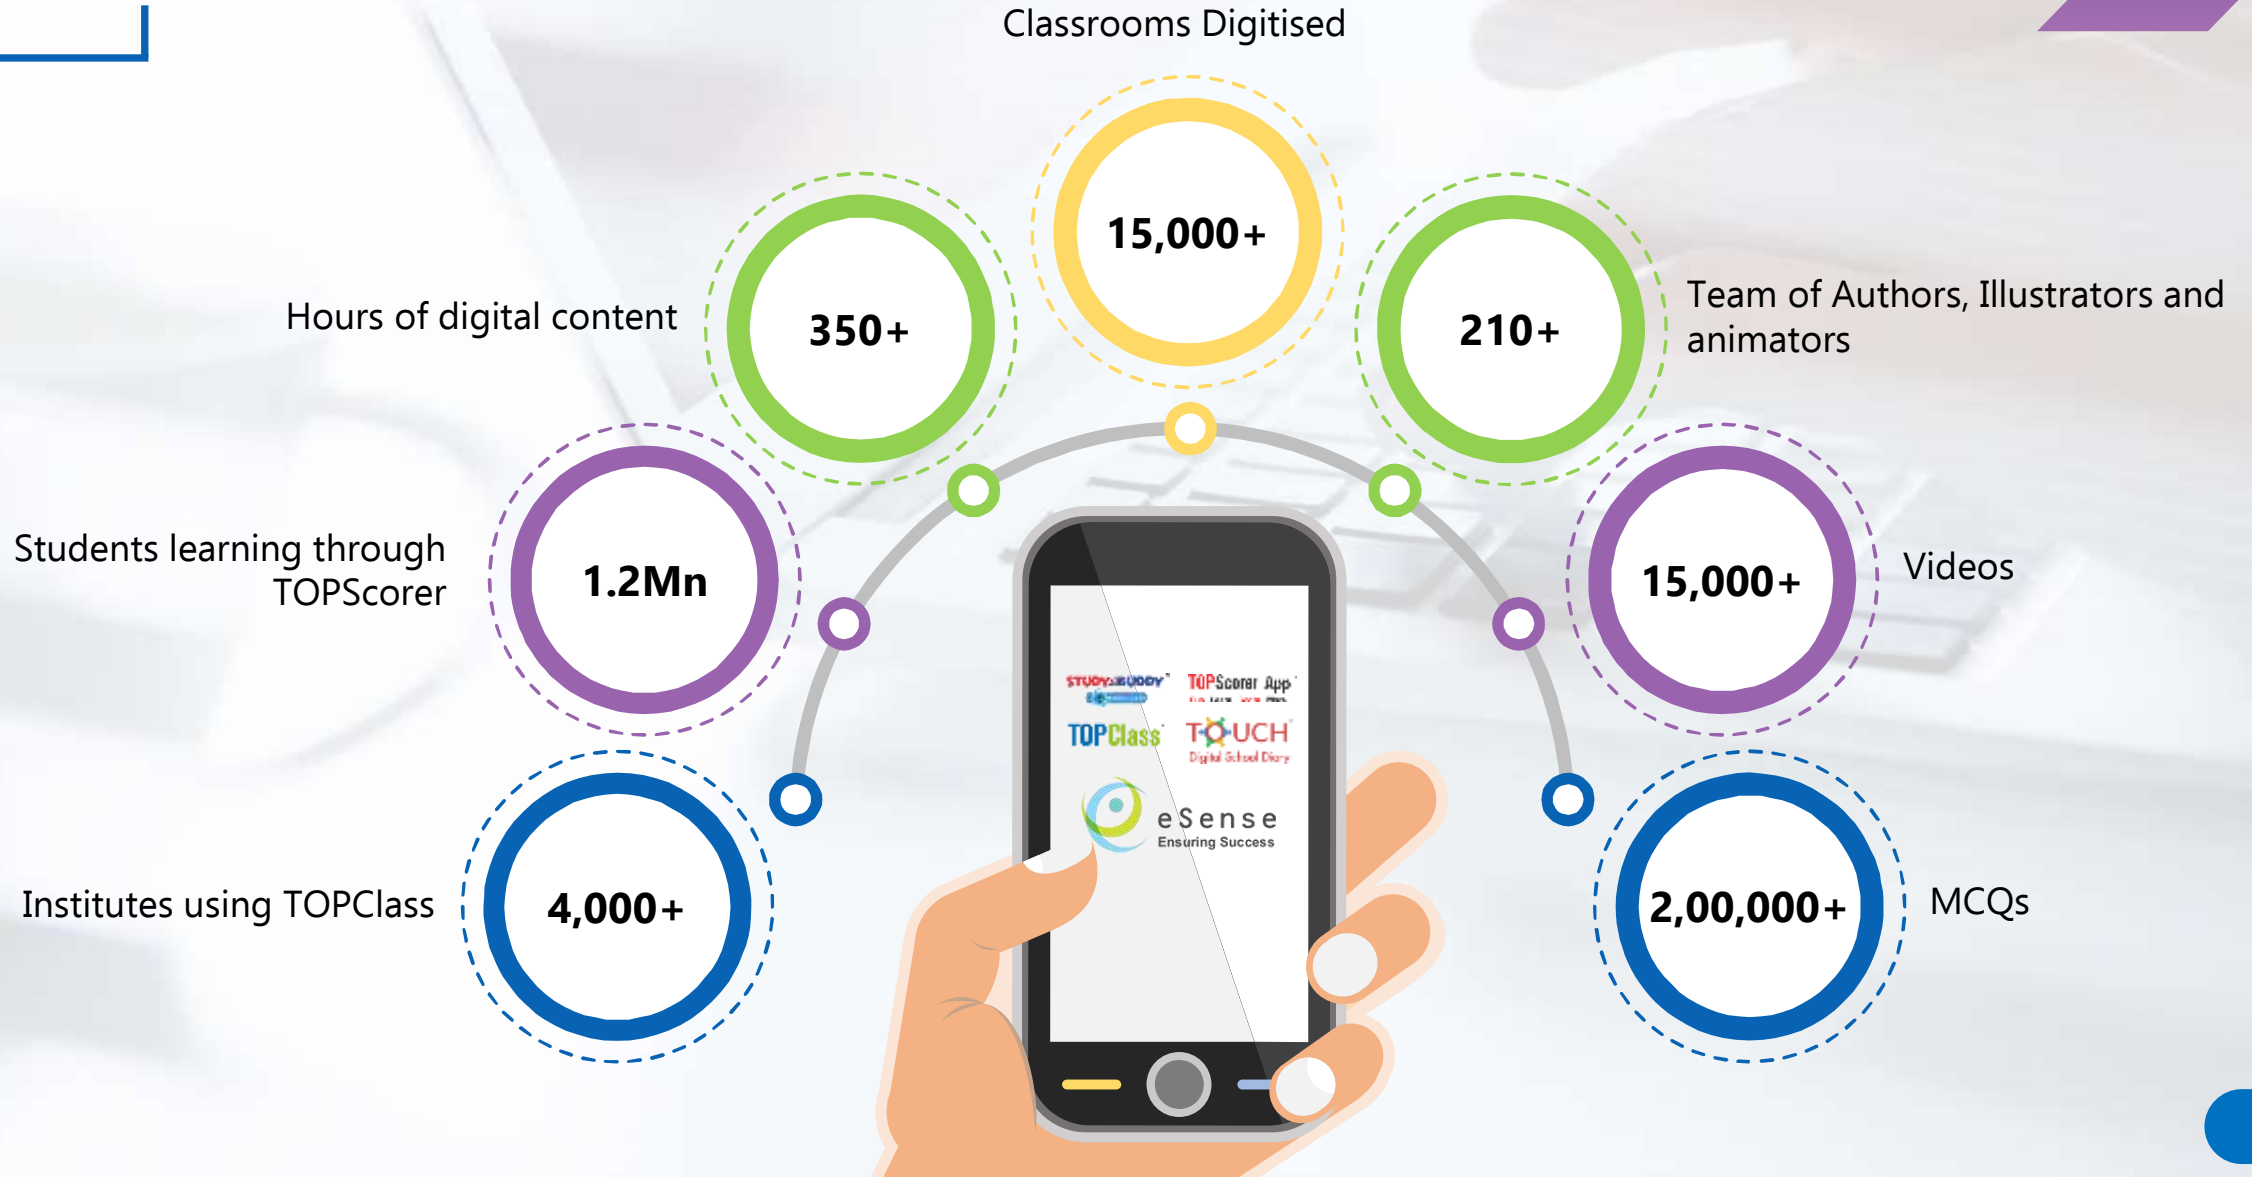 Classrooms Digitised
15,000+
Hours of digital content
350+
210+
Team of Authors, Illustrators and
animators
Students learning through
TOPScorer
1.2Mn
15,000+
Videos
Institutes using TOPClass
4,000+
2,00,000+
MCQs
STUDY BUDDY
TOPScorer App
TOPClass
TOUCH
Digital School Diary
eSense
Ensuring Success